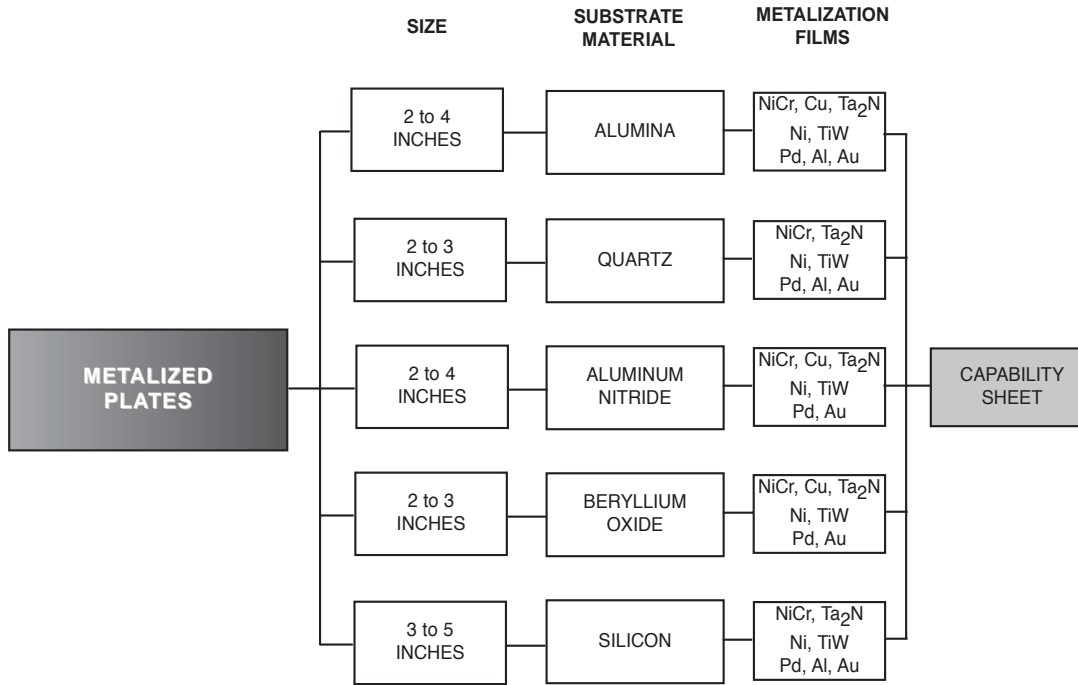 SIZE
SUBSTRATE
MATERIAL
METALIZATION
FILMS
2 to 4
INCHES
ALUMINA
NiCr, Cu, Ta2N
Ni, TiW
Pd, Al, Au
2 to 3
INCHES
QUARTZ
NiCr, Ta2N
Ni, TiW
Pd, Al, Au
METALIZED
PLATES
2 to 4
INCHES
ALUMINUM
NITRIDE
NiCr, Cu, Ta2N
Ni, TiW
Pd, Au
CAPABILITY
SHEET
2 to 3
INCHES
BERYLLIUM
OXIDE
NiCr, Cu, Ta2N
Ni, TiW
Pd, Au
3 to 5
INCHES
SILICON
NiCr, Ta2N
Ni, TiW
Pd, Al, Au